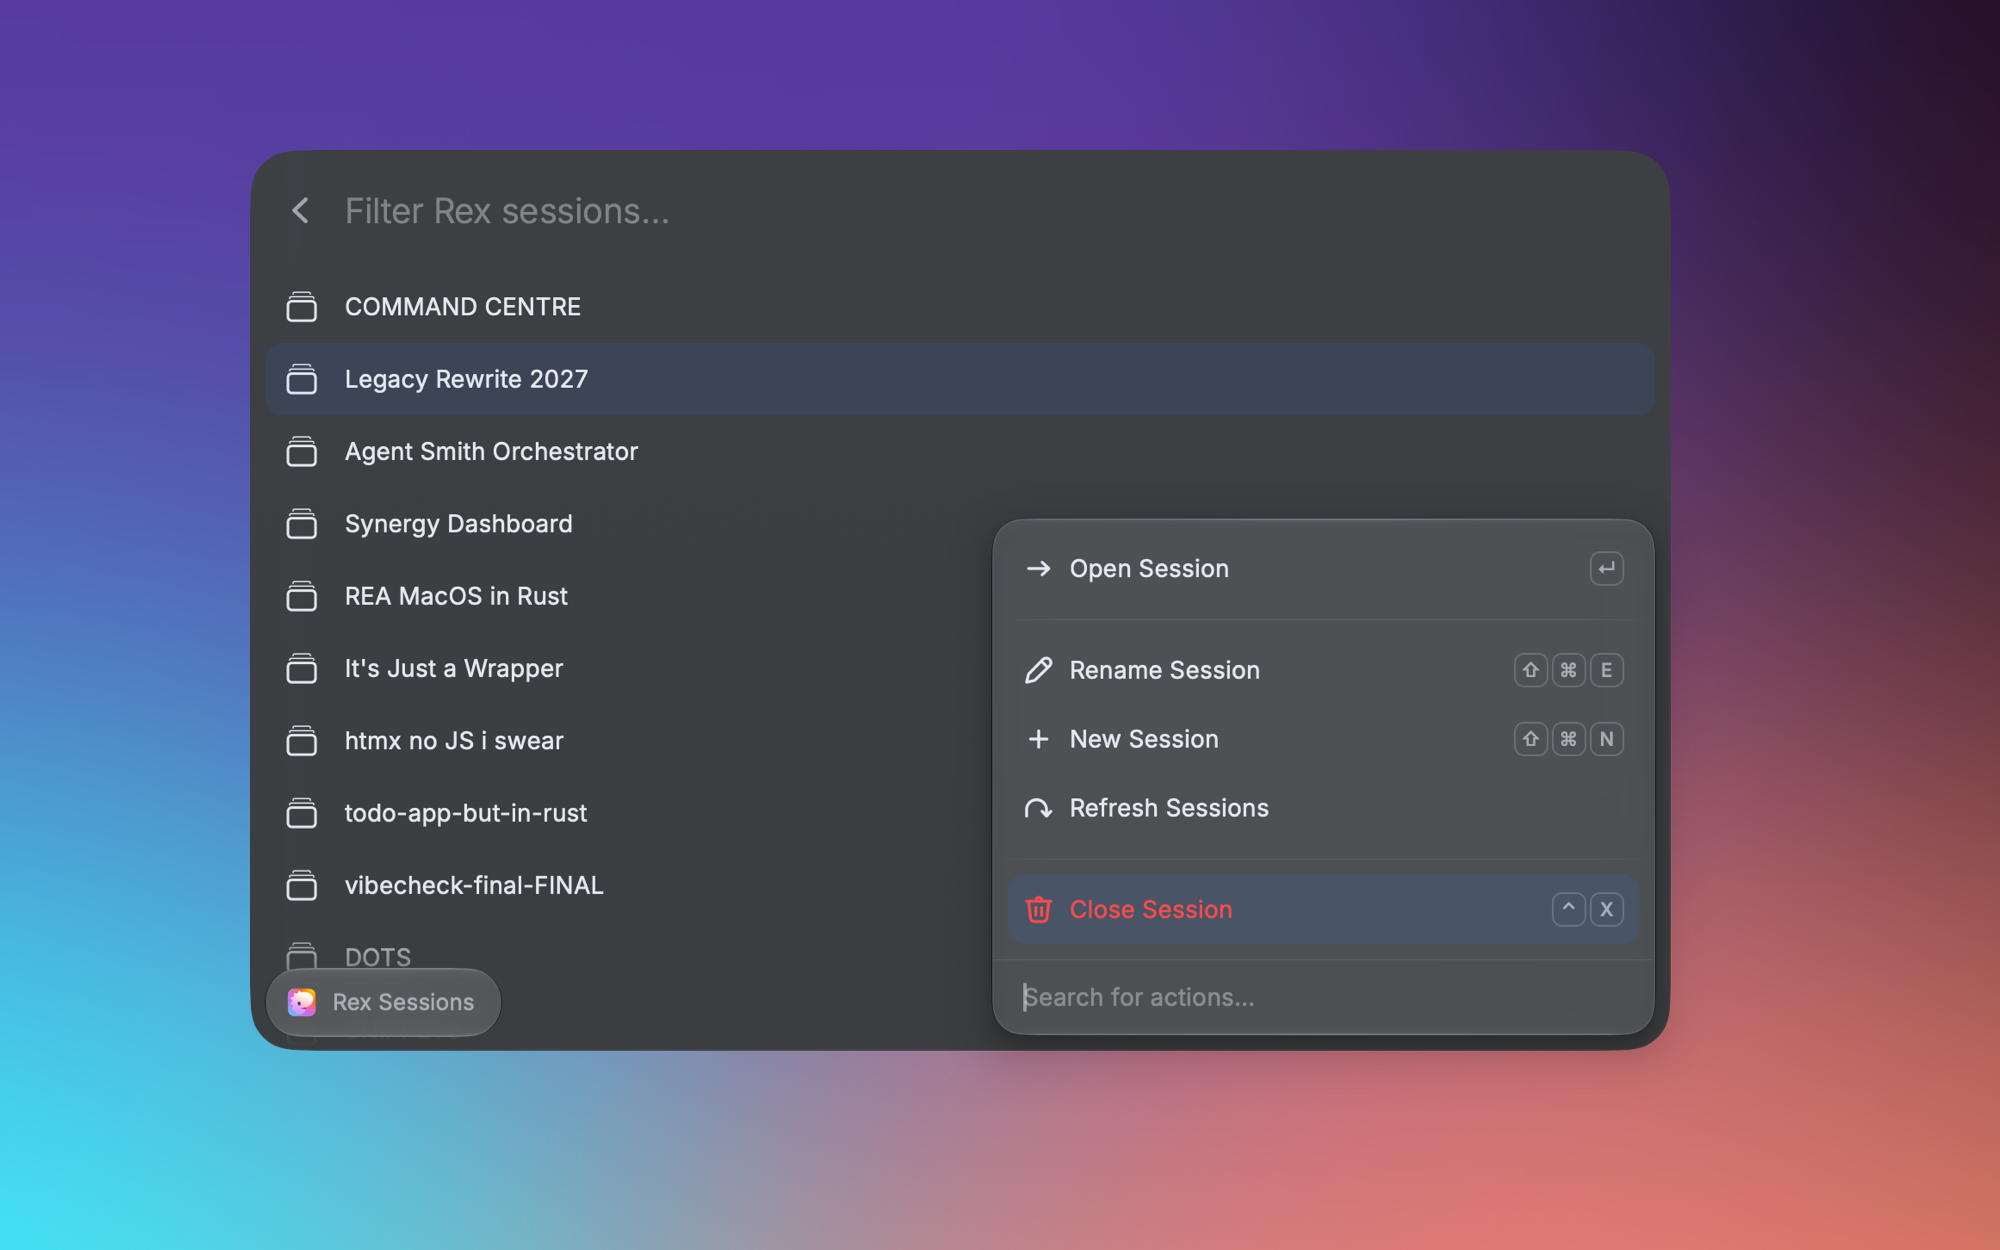 Filter Rex sessions...
COMMAND CENTRE
Legacy Rewrite 2027
Agent Smith Orchestrator
Synergy Dashboard
REA MacOS in Rust
It's Just a Wrapper
htmx no JS i swear
todo-app-but-in-rust
vibecheck-final-FINAL
DOTS
Rex Sessions
Open Session ↵
Rename Session ⇧ ⌘ E
New Session ⇧ ⌘ N
Refresh Sessions
Close Session ^ X
Search for actions...